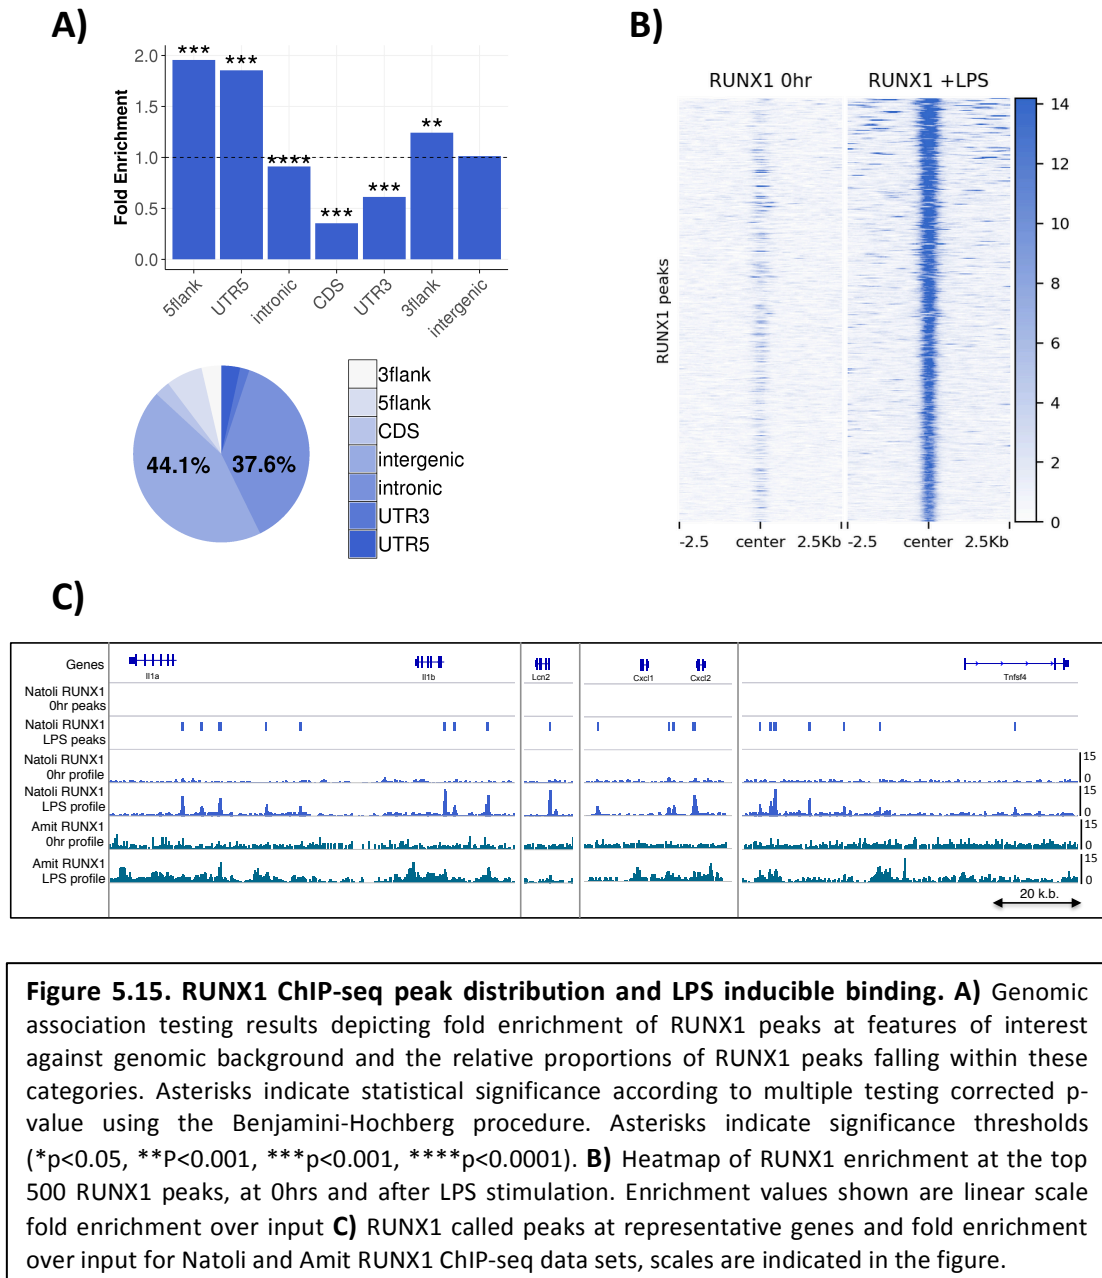 A)
2.0
1.5
1.0
0.5
0.0
Fold Enrichment
***
***
****
***
***
**
5flank
UTR5
intronic
CDS
UTR3
3flank
intergenic
44.1%
37.6%
3flank
5flank
CDS
intergenic
intronic
UTR3
UTR5
B)
RUNX1 0hr
RUNX1 +LPS
RUNX1 peaks
14
12
10
8
6
4
2
0
-2.5 center 2.5Kb
-2.5 center 2.5Kb
C)
Genes
Il1a
Il1b
Lcn2
Cxcl1
Cxcl2
Tnfsf4
Natoli RUNX1
0hr peaks
Natoli RUNX1
LPS peaks
Natoli RUNX1
0hr profile
15
0
Natoli RUNX1
LPS profile
15
0
Amit RUNX1
0hr profile
15
0
Amit RUNX1
LPS profile
15
0
20 k.b.
Figure 5.15. RUNX1 ChIP-seq peak distribution and LPS inducible binding. A) Genomic
association testing results depicting fold enrichment of RUNX1 peaks at features of interest
against genomic background and the relative proportions of RUNX1 peaks falling within these
categories. Asterisks indicate statistical significance according to multiple testing corrected p-
value using the Benjamini-Hochberg procedure. Asterisks indicate significance thresholds
(*p<0.05, **P<0.001, ***p<0.001, ****p<0.0001). B) Heatmap of RUNX1 enrichment at the top
500 RUNX1 peaks, at 0hrs and after LPS stimulation. Enrichment values shown are linear scale
fold enrichment over input C) RUNX1 called peaks at representative genes and fold enrichment
over input for Natoli and Amit RUNX1 ChIP-seq data sets, scales are indicated in the figure.